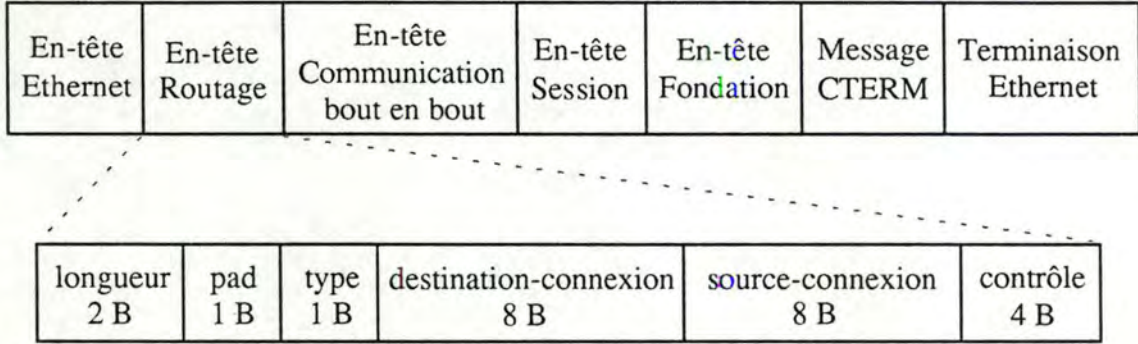 En-tête Ethernet
En-tête Routage
En-tête Communication bout en bout
En-tête Session
En-tête Fondation
Message CTERM
Terminaison Ethernet
longueur 2 B
pad 1 B
type 1 B
destination-connexion 8 B
source-connexion 8 B
contrôle 4 B